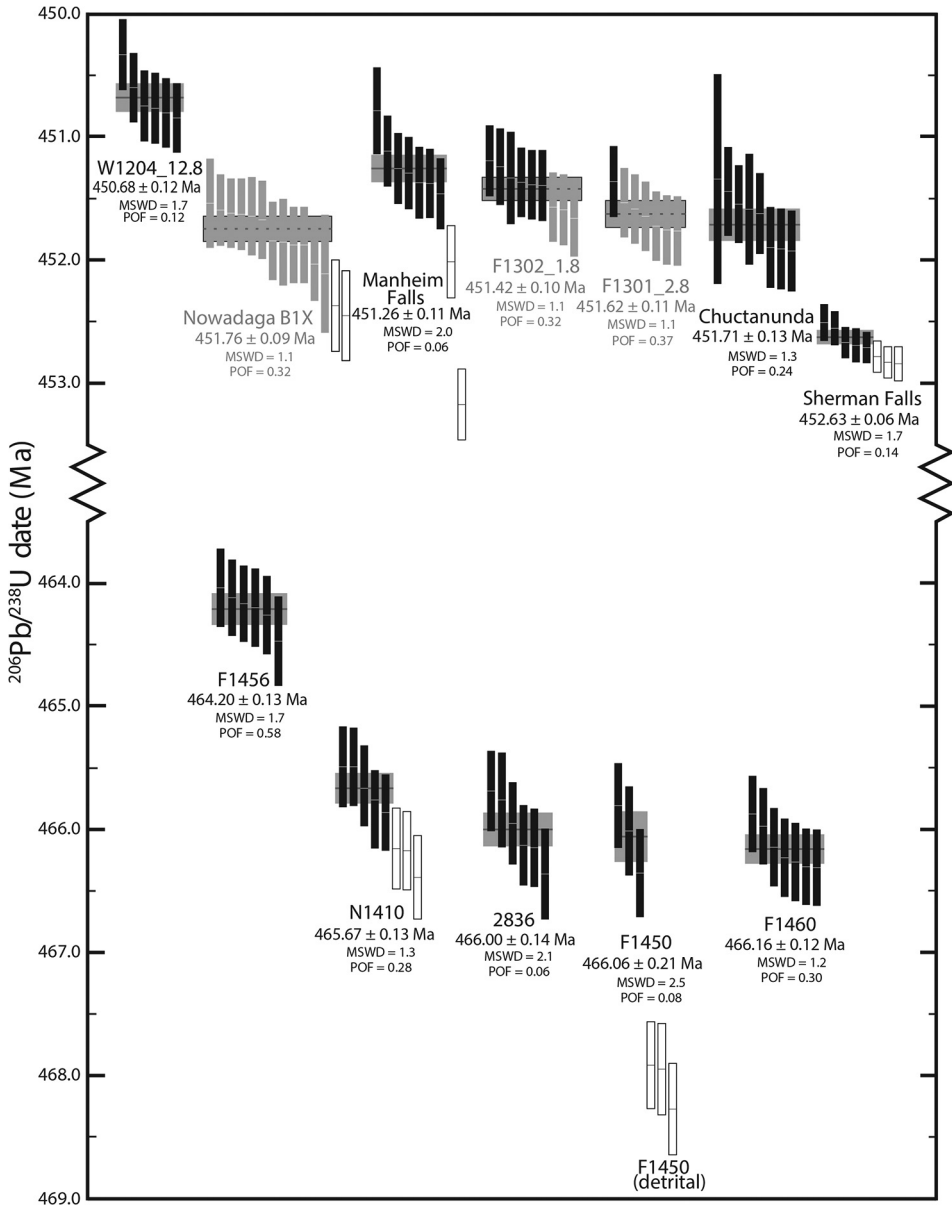 450.0
451.0
452.0
453.0
464.0
465.0
466.0
467.0
468.0
469.0
206Pb/238U date (Ma)
W1204_12.8
450.68 ± 0.12 Ma
MSWD = 1.7
POF = 0.12
Nowadaga B1X
451.76 ± 0.09 Ma
MSWD = 1.1
POF = 0.32
Manheim
Falls
451.26 ± 0.11 Ma
MSWD = 2.0
POF = 0.06
F1302_1.8
451.42 ± 0.10 Ma
MSWD = 1.1
POF = 0.32
F1301_2.8
451.62 ± 0.11 Ma
MSWD = 1.1
POF = 0.37
Chuctanunda
451.71 ± 0.13 Ma
MSWD = 1.3
POF = 0.24
Sherman Falls
452.63 ± 0.06 Ma
MSWD = 1.7
POF = 0.14
F1456
464.20 ± 0.13 Ma
MSWD = 1.7
POF = 0.58
N1410
465.67 ± 0.13 Ma
MSWD = 1.3
POF = 0.28
2836
466.00 ± 0.14 Ma
MSWD = 2.1
POF = 0.06
F1450
466.06 ± 0.21 Ma
MSWD = 2.5
POF = 0.08
F1460
466.16 ± 0.12 Ma
MSWD = 1.2
POF = 0.30
F1450
(detrital)